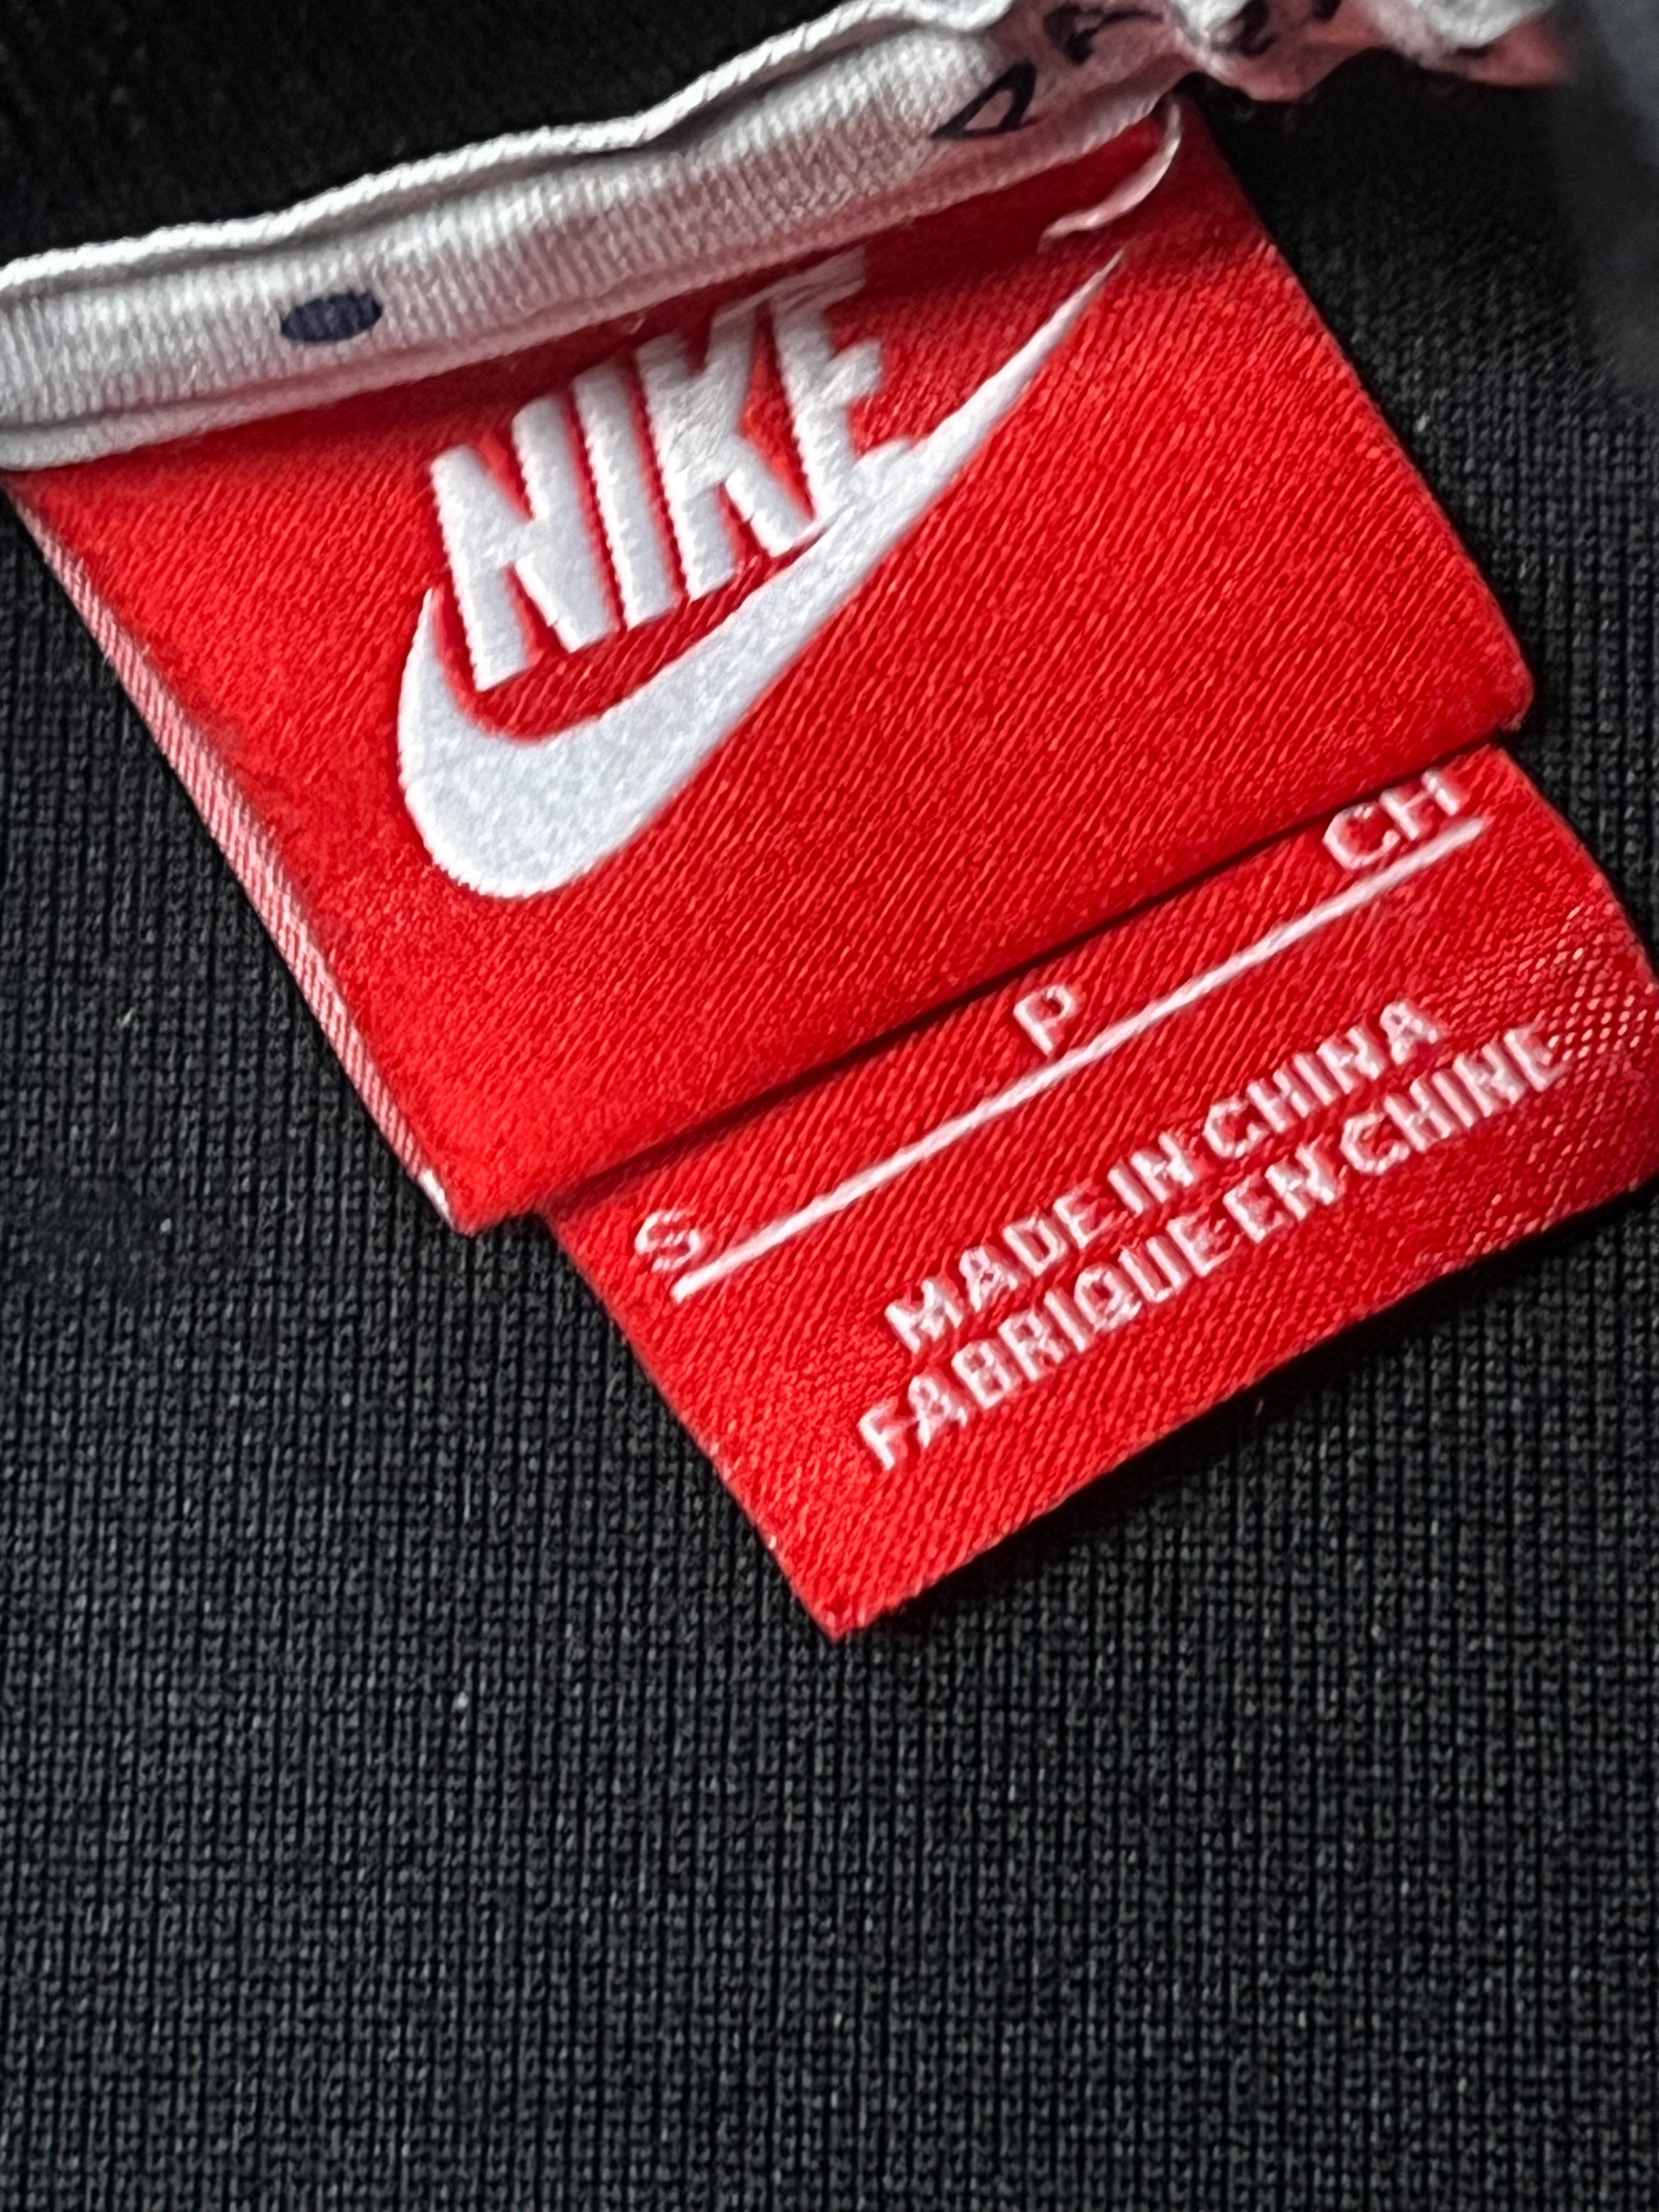 NIKE
S P CH
MADE IN CHINA
FABRIQUE EN CHINE